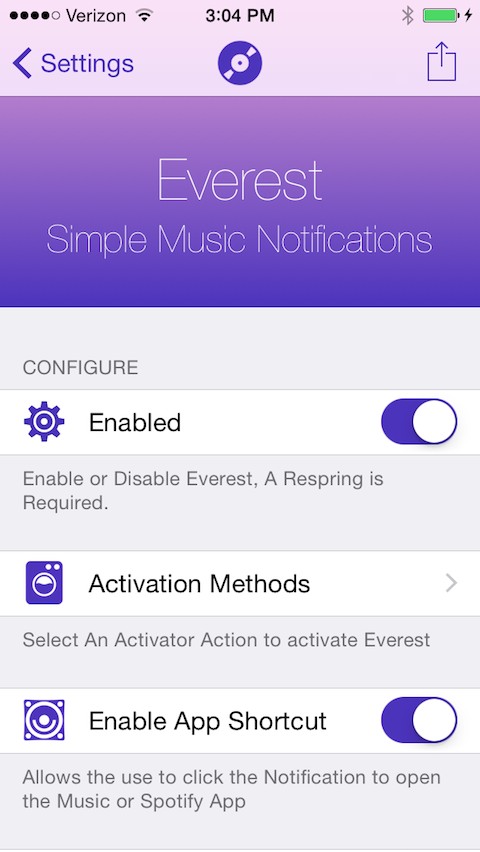 Verizon 3:04 PM
Settings
Everest
Simple Music Notifications
CONFIGURE
Enabled
Enable or Disable Everest, A Respring is
Required.
Activation Methods
Select An Activator Action to activate Everest
Enable App Shortcut
Allows the use to click the Notification to open
the Music or Spotify App